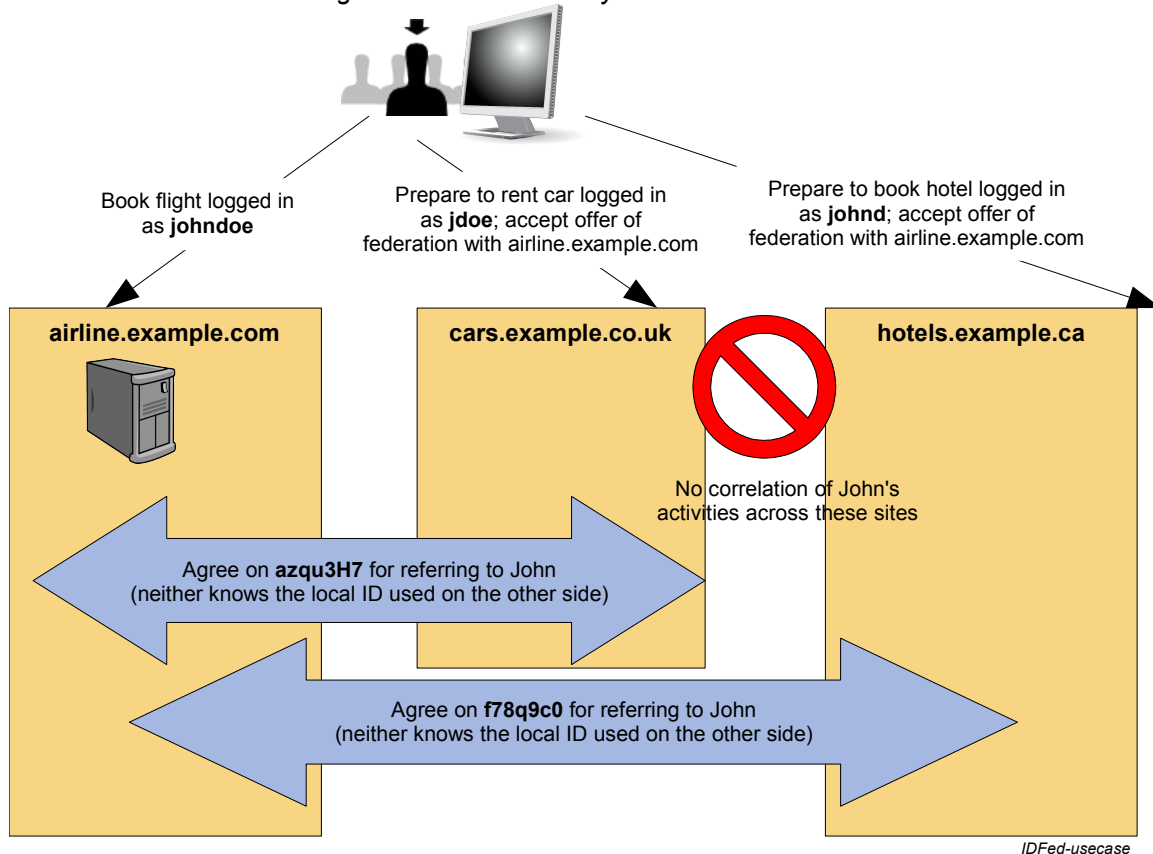 Book flight logged in
as johndoe
Prepare to rent car logged in
as jdoe; accept offer of
federation with airline.example.com
Prepare to book hotel logged in
as johnd; accept offer of
federation with airline.example.com
airline.example.com
cars.example.co.uk
hotels.example.ca
No correlation of John's
activities across these sites
Agree on azqu3H7 for referring to John
(neither knows the local ID used on the other side)
Agree on f78q9c0 for referring to John
(neither knows the local ID used on the other side)
IDFed-usecase